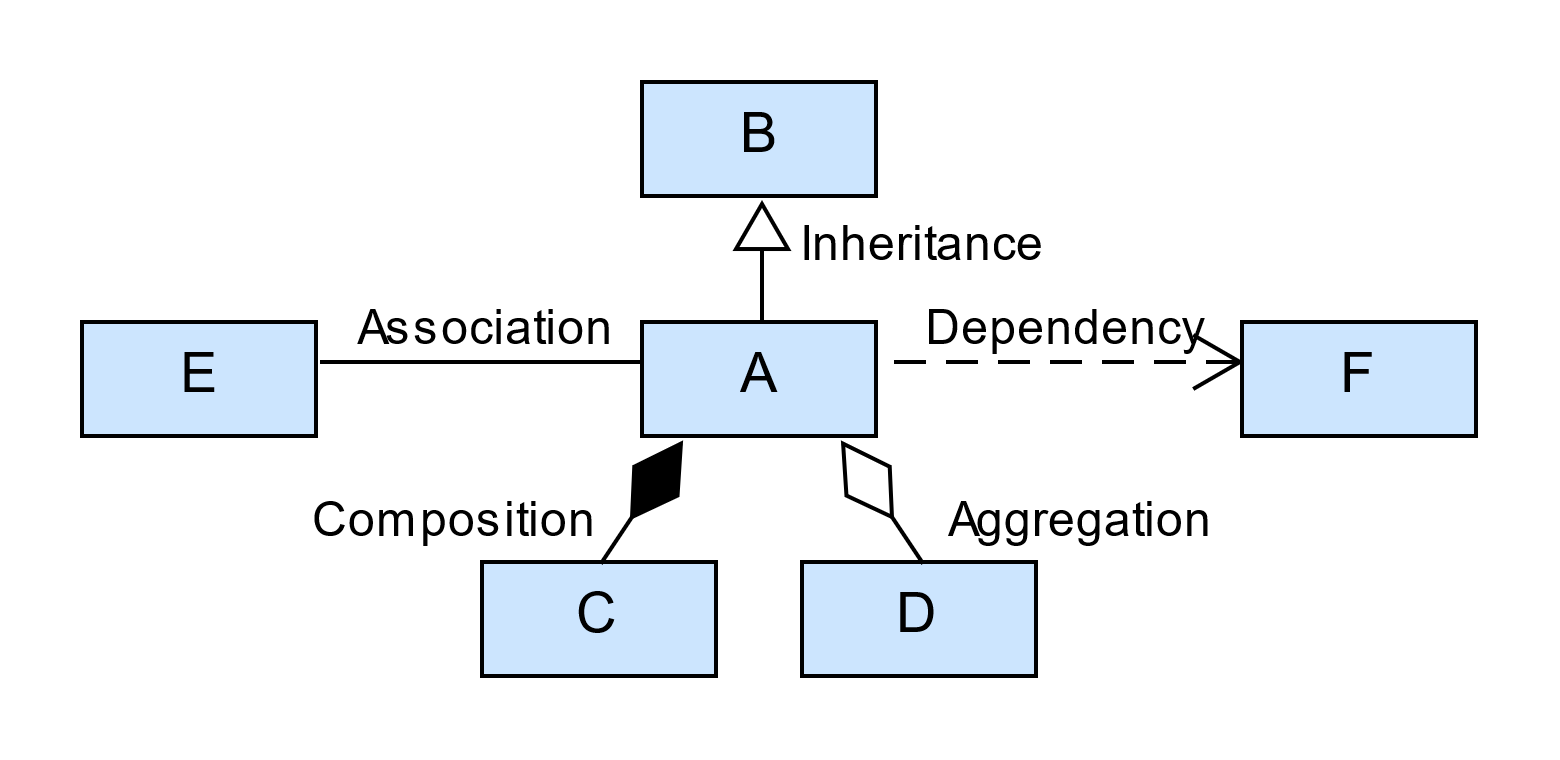 B
Inheritance
Association
Dependency
E
A
F
Composition
Aggregation
C
D